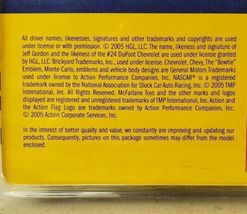 All driver names, likenesses, signatures and other trademarks and copyrights are used
under license or with permission. © 2005 HGL, LLC. The name, likeness and signature of
Jeff Gordon and the likeness of the #24 DuPont Chevrolet are used under license granted
by HGL, LLC. Brickyard Trademarks, Inc., used under license. Chevrolet, Chevy, The "Bowtie"
Emblem, Monte Carlo, emblems and vehicle body designs are General Motors Trademarks
used under license to Action Performance Companies, Inc. NASCAR® is a registered
trademark owned by the National Association for Stock Car Auto Racing, Inc. © 2005 TMP
International, Inc. All Rights Reserved. McFarlane Toys and the other marks and logos
displayed are registered and unregistered trademarks of TMP International, Inc. Action and
the Action Flag Logo are trademarks owned by Action Performance Companies, Inc.
© 2005 Action Corporate Services, Inc.
In the interest of better quality and value, we constantly are improving and updating our
products. Consequently, pictures on this package sometimes may differ from the model
enclosed.